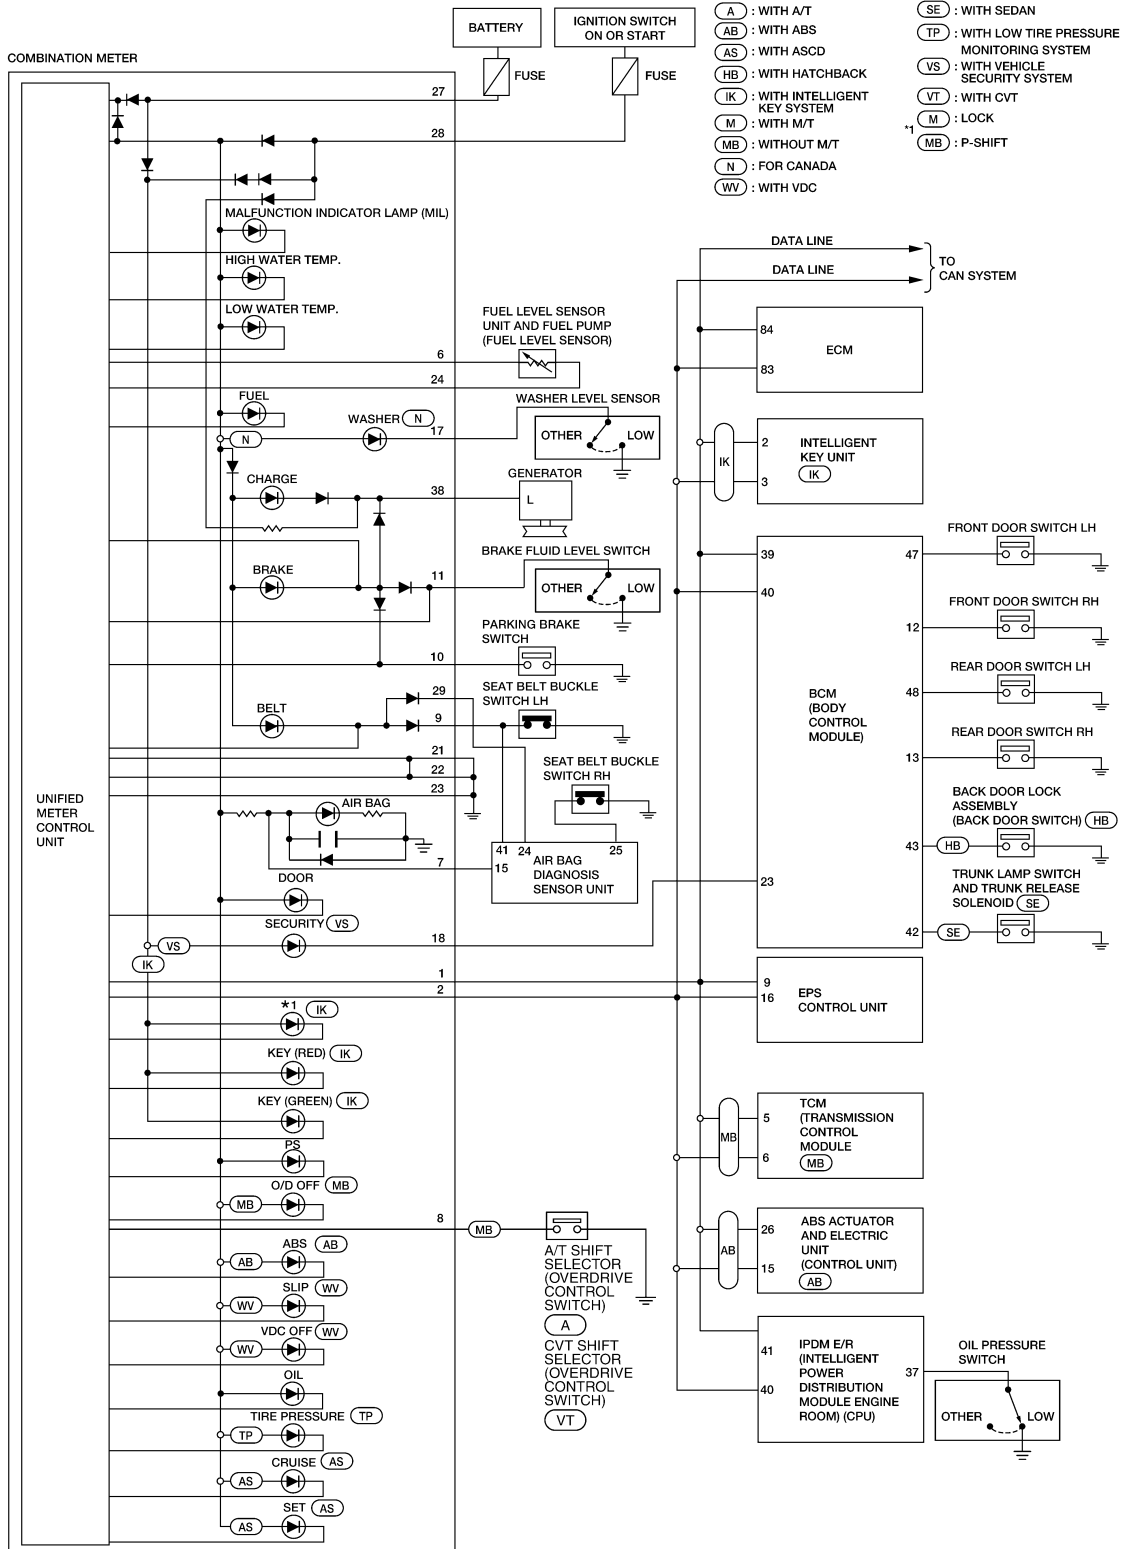 COMBINATION METER
BATTERY
FUSE
IGNITION SWITCH
ON OR START
FUSE
A : WITH A/T
AB : WITH ABS
AS : WITH ASCD
HB : WITH HATCHBACK
IK : WITH INTELLIGENT
KEY SYSTEM
M : WITH M/T
MB : WITHOUT M/T
N : FOR CANADA
WV : WITH VDC
SE : WITH SEDAN
TP : WITH LOW TIRE PRESSURE
MONITORING SYSTEM
VS : WITH VEHICLE
SECURITY SYSTEM
VT : WITH CVT
*1
M : LOCK
MB : P-SHIFT
27
28
MALFUNCTION INDICATOR LAMP (MIL)
HIGH WATER TEMP.
LOW WATER TEMP.
6
24
FUEL LEVEL SENSOR
UNIT AND FUEL PUMP
(FUEL LEVEL SENSOR)
FUEL
N
WASHER N
17
WASHER LEVEL SENSOR
OTHER LOW
CHARGE
38
GENERATOR
L
BRAKE
11
BRAKE FLUID LEVEL SWITCH
OTHER LOW
10
PARKING BRAKE
SWITCH
BELT
29
9
SEAT BELT BUCKLE
SWITCH LH
21
22
23
SEAT BELT BUCKLE
SWITCH RH
UNIFIED
METER
CONTROL
UNIT
AIR BAG
7
41 24 25
15
AIR BAG
DIAGNOSIS
SENSOR UNIT
DOOR
SECURITY VS
VS
18
IK
1
2
*1 IK
KEY (RED) IK
KEY (GREEN) IK
PS
O/D OFF MB
MB
8
MB
A/T SHIFT
SELECTOR
(OVERDRIVE
CONTROL
SWITCH)
A
CVT SHIFT
SELECTOR
(OVERDRIVE
CONTROL
SWITCH)
VT
ABS AB
AB
SLIP WV
WV
VDC OFF WV
WV
OIL
TIRE PRESSURE TP
TP
CRUISE AS
AS
SET AS
AS
DATA LINE
DATA LINE
TO
CAN SYSTEM
84
83
ECM
IK
2
3
INTELLIGENT
KEY UNIT
IK
39
40
23
BCM
(BODY
CONTROL
MODULE)
47
FRONT DOOR SWITCH LH
12
FRONT DOOR SWITCH RH
48
REAR DOOR SWITCH LH
13
REAR DOOR SWITCH RH
BACK DOOR LOCK
ASSEMBLY
(BACK DOOR SWITCH) HB
43 HB
TRUNK LAMP SWITCH
AND TRUNK RELEASE
SOLENOID SE
42 SE
9
16
EPS
CONTROL UNIT
MB
5
6
TCM
(TRANSMISSION
CONTROL
MODULE
MB
AB
26
15
ABS ACTUATOR
AND ELECTRIC
UNIT
(CONTROL UNIT)
AB
41
40
IPDM E/R
(INTELLIGENT
POWER
DISTRIBUTION
MODULE ENGINE
ROOM) (CPU)
37
OIL PRESSURE
SWITCH
OTHER LOW